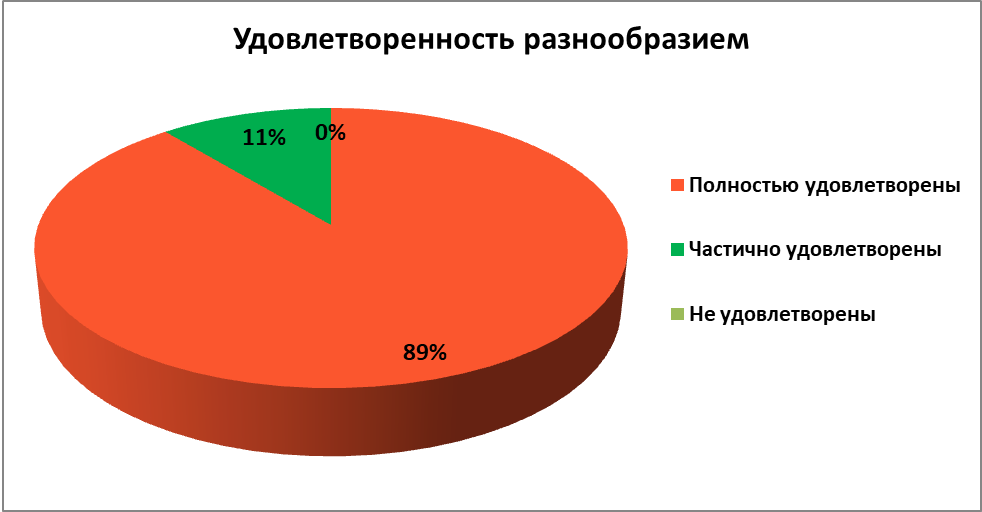 Удовлетворенность разнообразием
11%
0%
89%
Полностью удовлетворены
Частично удовлетворены
Не удовлетворены